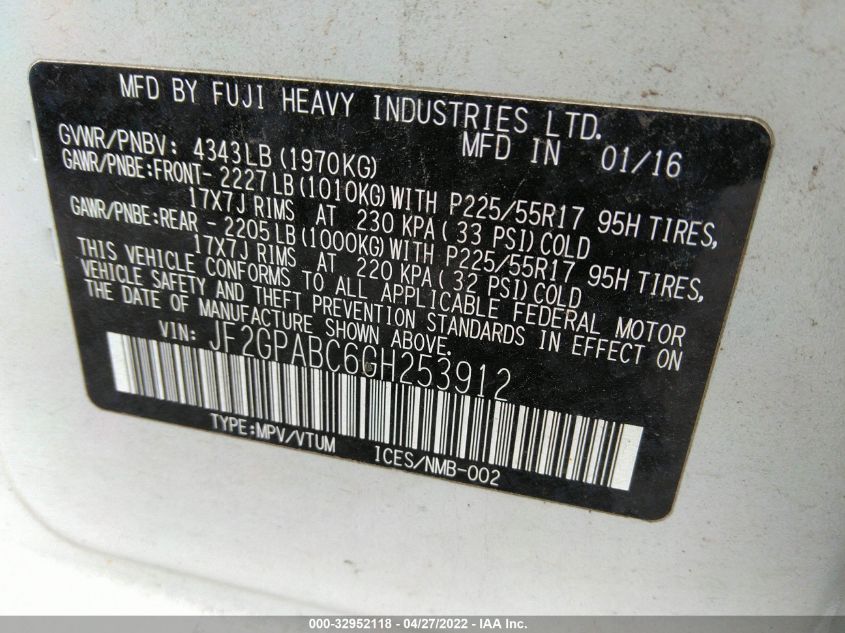 MFD BY FUJI HEAVY INDUSTRIES LTD.
GVWR/PNBV: 4343LB(1970KG) MFD IN 01/16
GAWR/PNBE:FRONT-2227LB(1010KG)WITH P225/55R17 95H TIRES,
17X7J RIMS AT 230 KPA(33 PSI)COLD
GAWR/PNBE:REAR -2205LB(1000KG)WITH P225/55R17 95H TIRES,
17X7J RIMS AT 220 KPA(32 PSI)COLD
THIS VEHICLE CONFORMS TO ALL APPLICABLE FEDERAL MOTOR
VEHICLE SAFETY AND THEFT PREVENTION STANDARDS IN EFFECT ON
THE DATE OF MANUFACTURE SHOWN ABOVE.
VIN: JF2GPABC6GH253912
TYPE:MPV/VTUM ICES/NMB-002
000-32952118 - 04/27/2022 - IAA Inc.